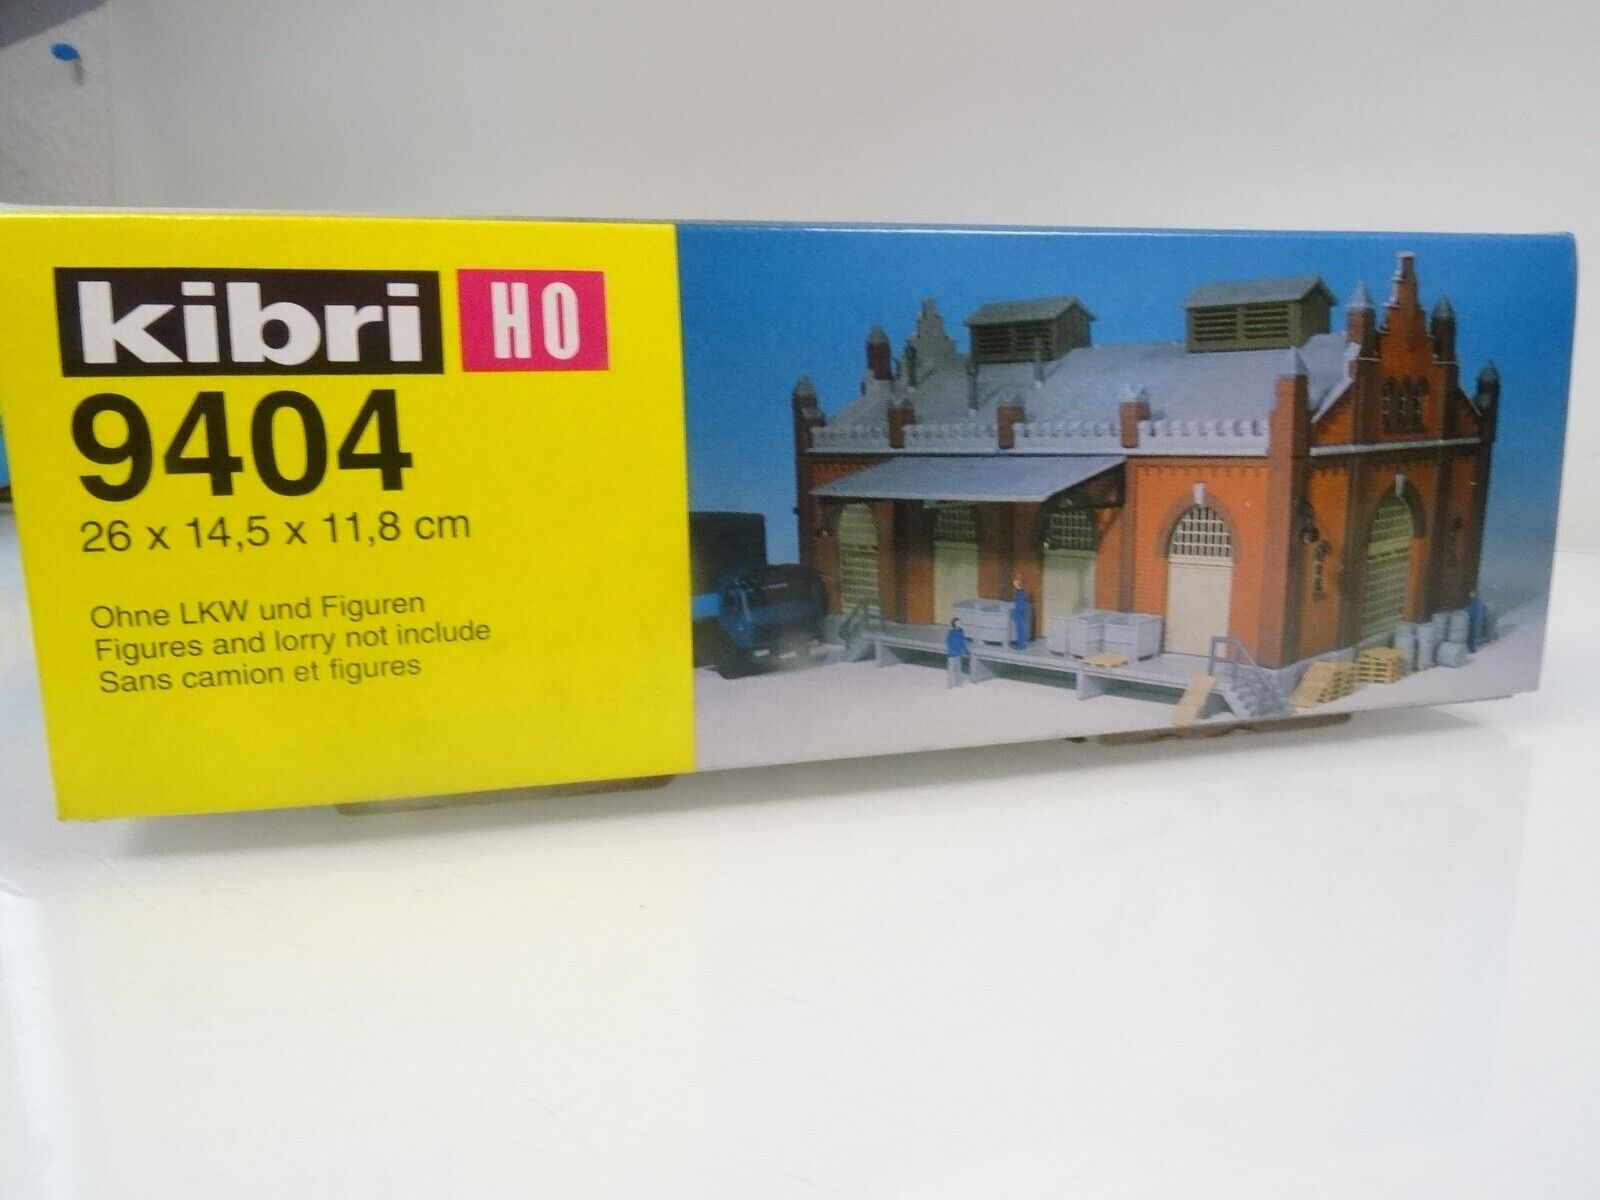 kibri HO
9404
26 x 14,5 x 11,8 cm
Ohne LKW und Figuren
Figures and lorry not include
Sans camion et figures